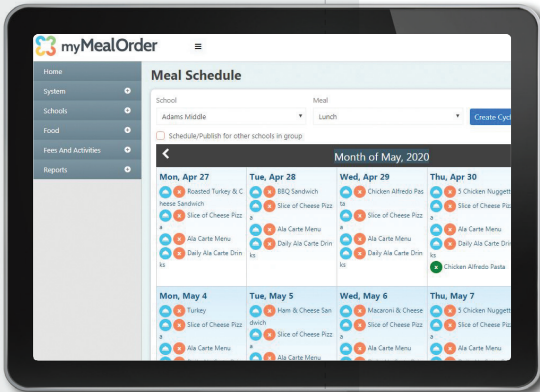 myMealOrder
Home
System
Schools
Food
Fees And Activities
Reports
Meal Schedule
School
Meal
Adams Middle
Lunch
Create Cycl
Schedule/Publish for other schools in group
Month of May, 2020
Mon, Apr 27
Roasted Turkey & C
heese Sandwich
Slice of Cheese Pizz
a
Ala Carte Menu
Daily Ala Carte Drin
ks
Tue, Apr 28
BBQ Sandwich
Slice of Cheese Pizz
a
Ala Carte Menu
Daily Ala Carte Drin
ks
Wed, Apr 29
Chicken Alfredo Pas
ta
Slice of Cheese Pizz
a
Ala Carte Menu
Daily Ala Carte Drin
ks
Thu, Apr 30
5 Chicken Nuggett
Slice of Cheese Pizz
a
Ala Carte Menu
Daily Ala Carte Drin
ks
Chicken Alfredo Pasta
Mon, May 4
Turkey
Slice of Cheese Pizz
a
Ala Carte Menu
Tue, May 5
Ham & Cheese San
dwich
Slice of Cheese Pizz
a
Ala Carte Menu
Wed, May 6
Macaroni & Cheese
Slice of Cheese Pizz
a
Ala Carte Menu
Thu, May 7
5 Chicken Nuggett
Slice of Cheese Pizz
a
Ala Carte Menu